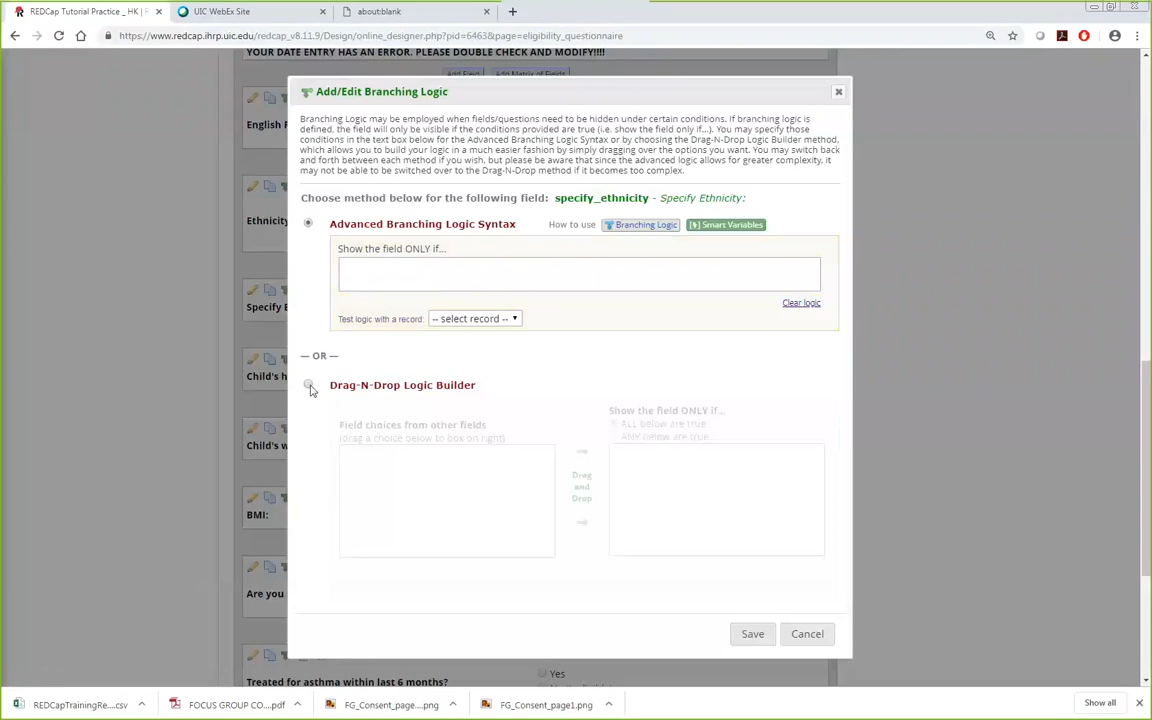 REDCap Tutorial Practice _ HK |
UIC WebEx Site
about:blank
https://www.redcap.ihrp.uic.edu/redcap_v8.11.9/Design/online_designer.php?pid=6463&page=eligibility_questionnaire
YOUR DATE ENTRY HAS AN ERROR. PLEASE DOUBLE CHECK AND MODIFY!!!!
Add Field Add Matrix of Fields
Add/Edit Branching Logic
Branching Logic may be employed when fields/questions need to be hidden under certain conditions. If branching logic is
defined, the field will only be visible if the conditions provided are true (i.e. show the field only if...). You may specify those
conditions in the text box below for the Advanced Branching Logic Syntax or by choosing the Drag-N-Drop Logic Builder method,
which allows you to build your logic in a much easier fashion by simply dragging over the options you want. You may switch back
and forth between each method if you wish, but please be aware that since the advanced logic allows for greater complexity, it
may not be able to be switched over to the Drag-N-Drop method if it becomes too complex.
English
Choose method below for the following field: specify_ethnicity - Specify Ethnicity:
Ethnicity
Advanced Branching Logic Syntax How to use Branching Logic Smart Variables
Show the field ONLY if...
Clear logic
Specify
Test logic with a record: -- select record --
— OR —
Child's
Drag-N-Drop Logic Builder
Field choices from other fields
(drag a choice below to box on right)
Show the field ONLY if...
ALL below are true
ANY below are true
Child's
Drag
and
Drop
BMI:
Are you
Save Cancel
Treated for asthma within last 6 months?
Yes
REDCapTrainingRe....csv
FOCUS GROUP CO....pdf
FG_Consent_page....png
FG_Consent_page1.png
Show all